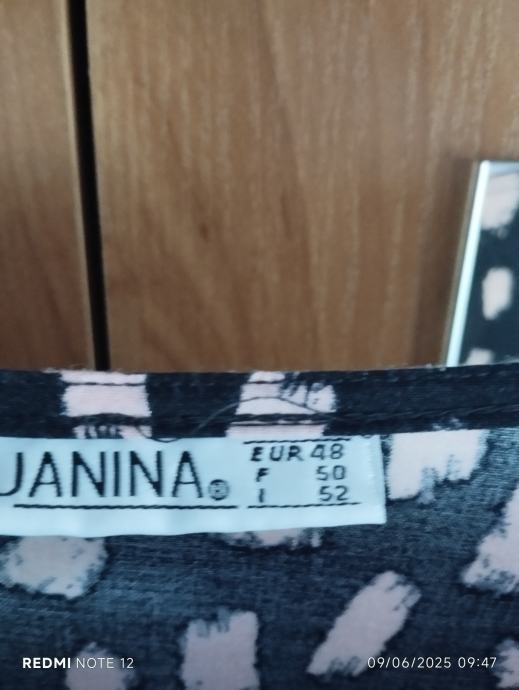 JANINA®
EUR 48
F 50
I 52
REDMI NOTE 12
09/06/2025 09:47